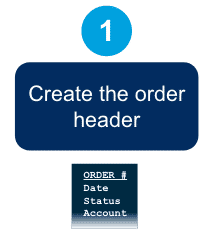 1
Create the order
header
ORDER #
Date
Status
Account